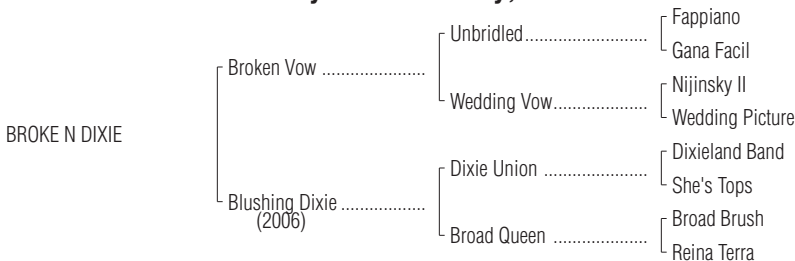 Fappiano
Unbridled..........................
Gana Facil
Broken Vow ......................
Nijinsky II
Wedding Vow....................
Wedding Picture
BROKE N DIXIE
Dixieland Band
Dixie Union ......................
She's Tops
Blushing Dixie ..................
(2006)
Broad Brush
Broad Queen ....................
Reina Terra